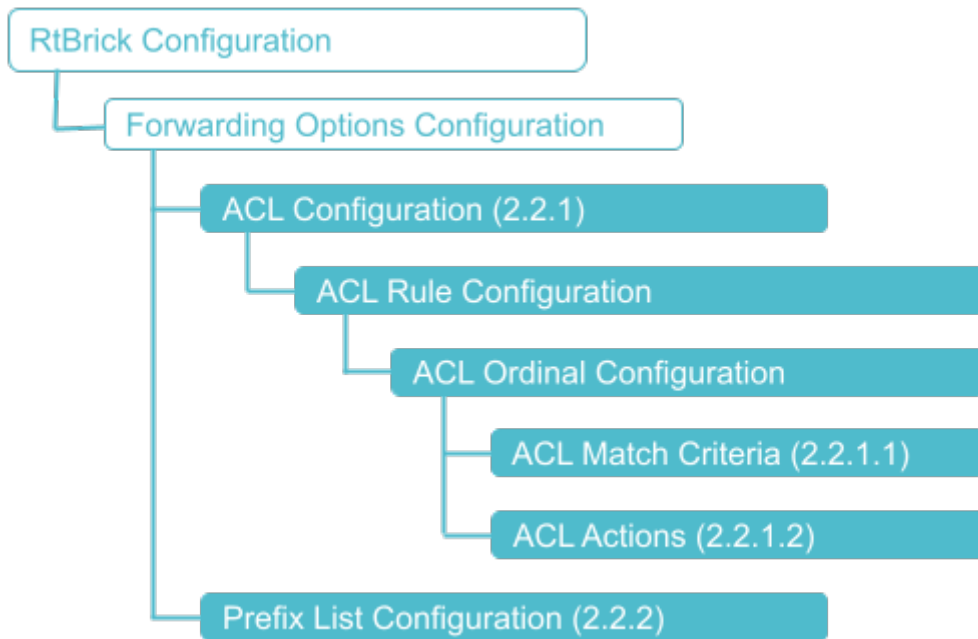 RtBrick Configuration
Forwarding Options Configuration
ACL Configuration (2.2.1)
ACL Rule Configuration
ACL Ordinal Configuration
ACL Match Criteria (2.2.1.1)
ACL Actions (2.2.1.2)
Prefix List Configuration (2.2.2)